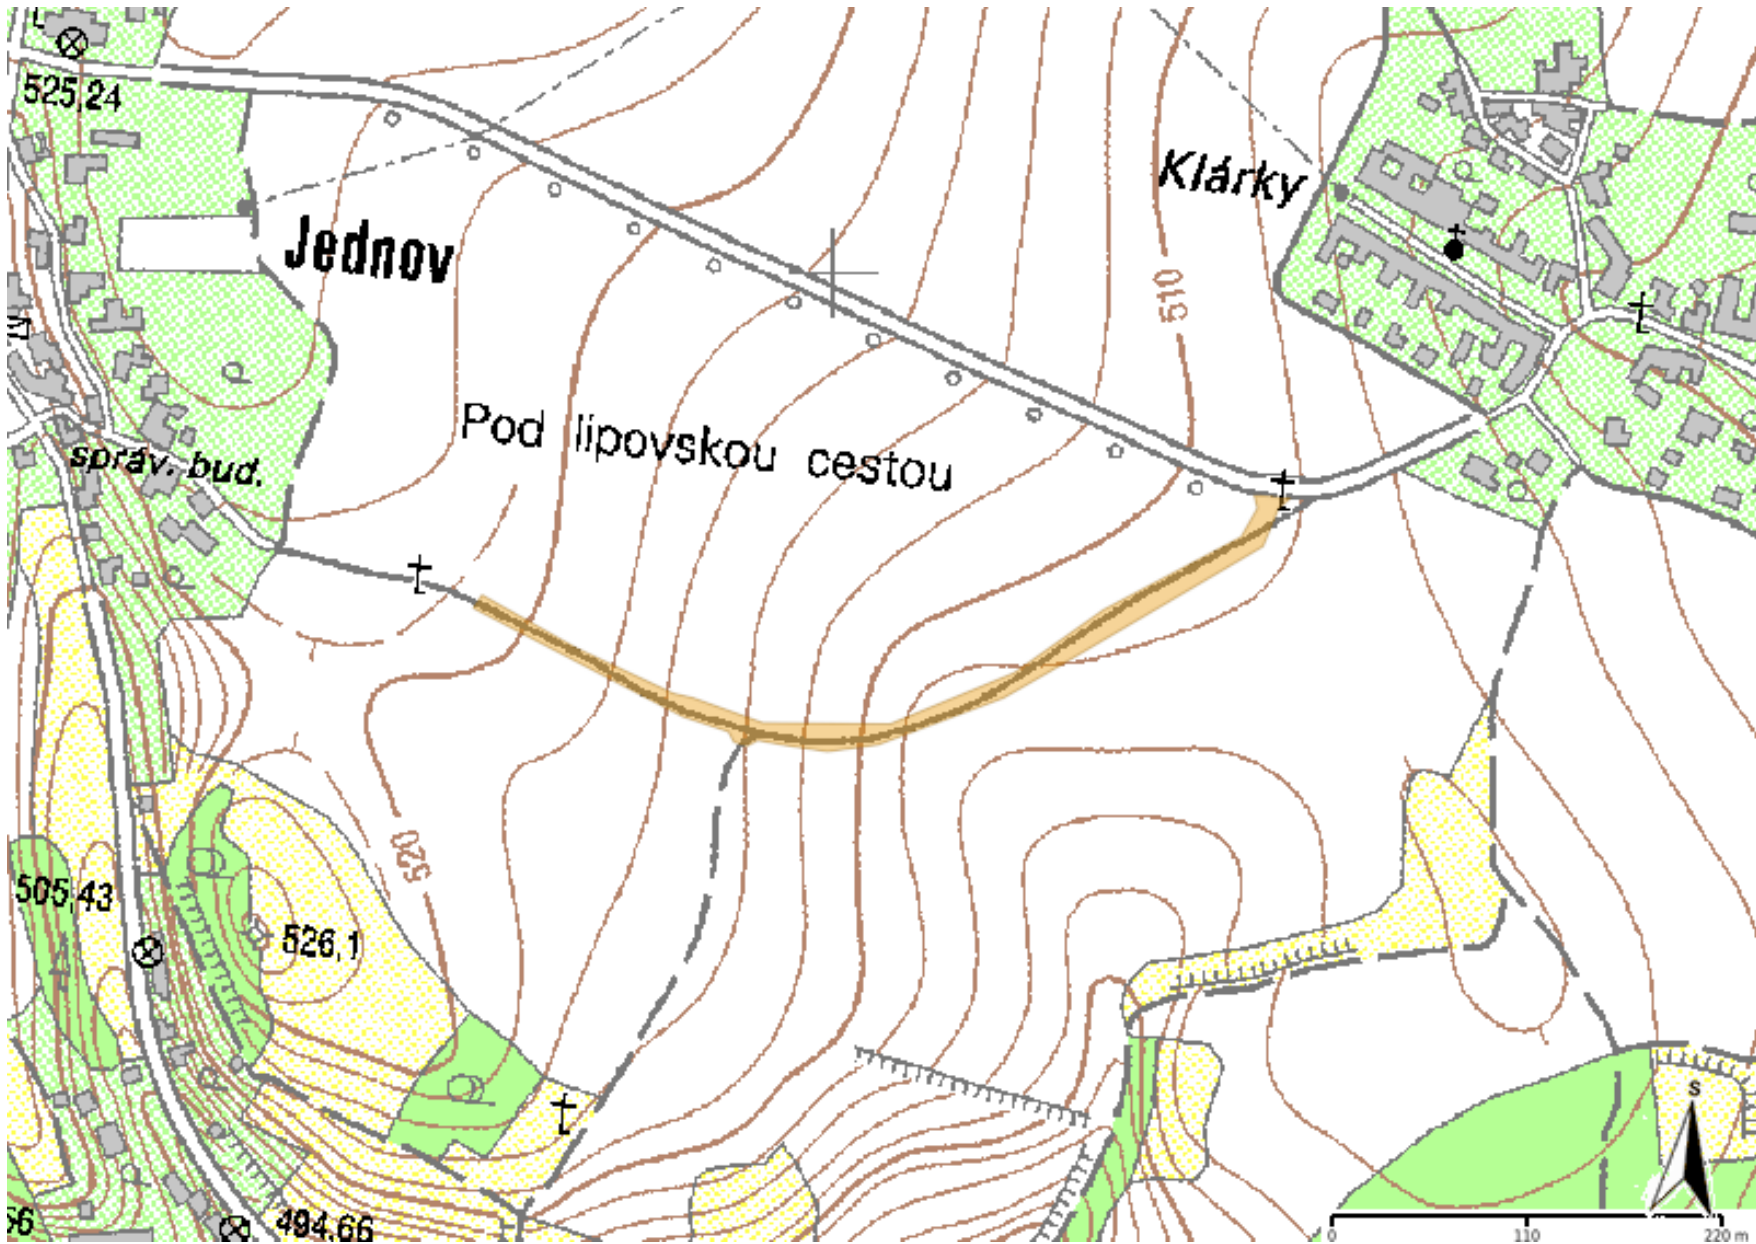 525,24
Klárky
Jednov
510
Pod lipovskou cestou
správ. bud.
520
505,43
526,1
S
494,66
0 110 220 m